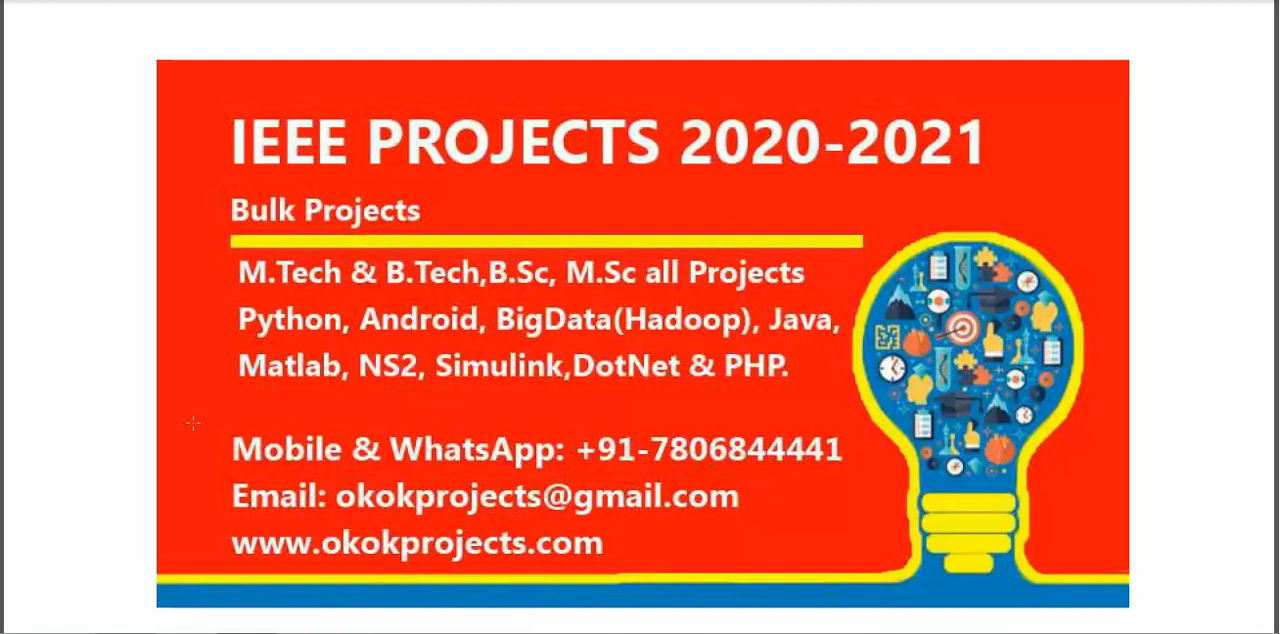 IEEE PROJECTS 2020-2021
Bulk Projects
M.Tech & B.Tech,B.Sc, M.Sc all Projects
Python, Android, BigData(Hadoop), Java,
Matlab, NS2, Simulink,DotNet & PHP.
Mobile & WhatsApp: +91-7806844441
Email: okokprojects@gmail.com
www.okokprojects.com